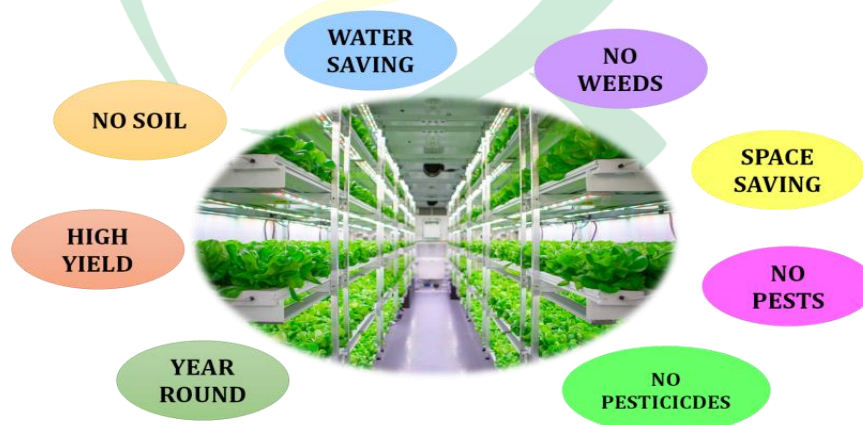 WATER
SAVING
NO
WEEDS
NO SOIL
SPACE
SAVING
HIGH
YIELD
NO
PESTS
YEAR
ROUND
NO
PESTICICDES